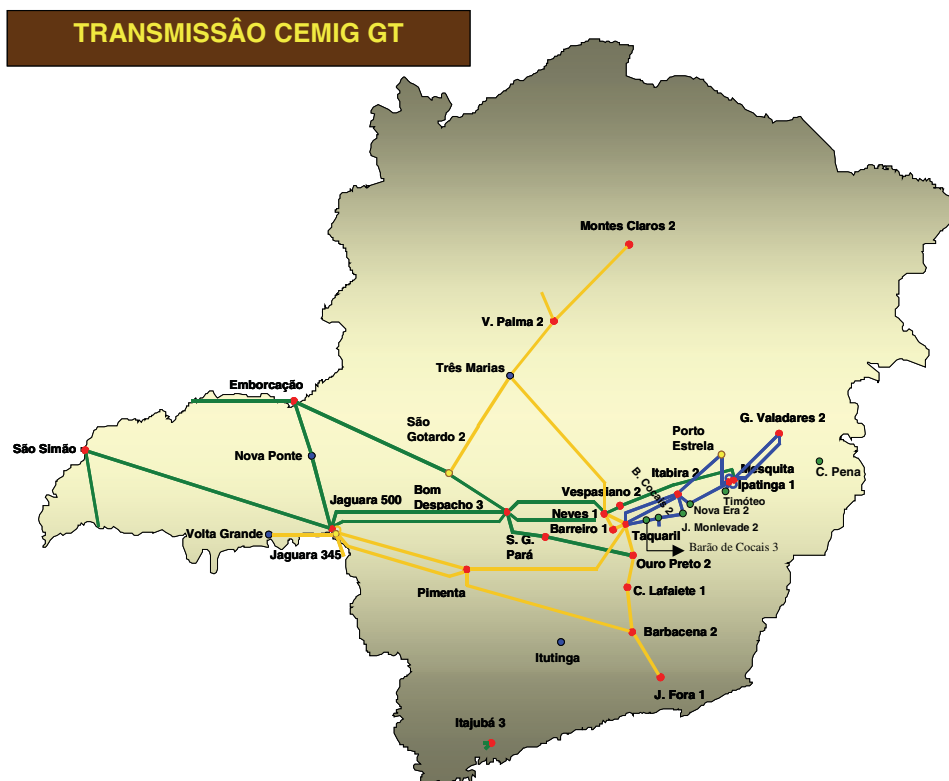 TRANSMISSÂO CEMIG GT
Montes Claros 2
V. Palma 2
Três Marias
Emborcação
São
Gotardo 2
G. Valadares 2
Porto
Estrela
São Simão
Nova Ponte
Bom
Despacho 3
Jaguara 500
Vespasiano 2
Itabira 2
B. Cocais 2
Mesquita
Ipatinga 1
C. Pena
Timóteo
Nova Era 2
Neves 1
Barreiro 1
J. Monlevade 2
Volta Grande
Jaguara 345
S. G.
Pará
Taquaril
Barão de Cocais 3
Ouro Preto 2
Pimenta
C. Lafaiete 1
Barbacena 2
Itutinga
J. Fora 1
Itajubá 3